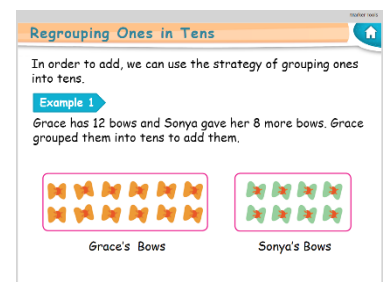 Regrouping Ones in Tens
In order to add, we can use the strategy of grouping ones
into tens.
Example 1
Grace has 12 bows and Sonya gave her 8 more bows. Grace
grouped them into tens to add them.
Grace's Bows
Sonya's Bows